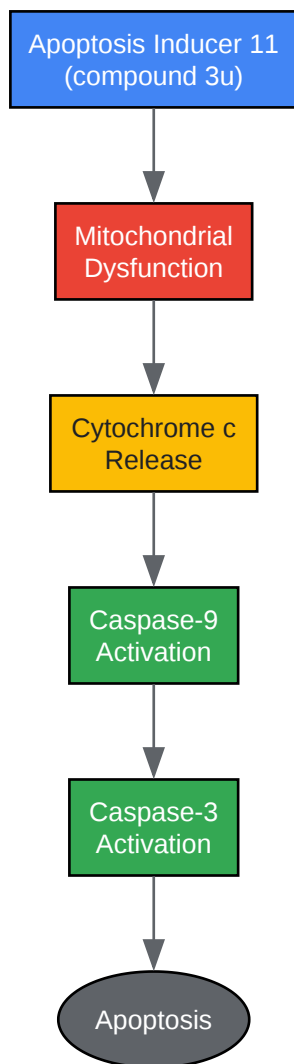 Apoptosis Inducer 11
(compound 3u)
Mitochondrial
Dysfunction
Cytochrome c
Release
Caspase-9
Activation
Caspase-3
Activation
Apoptosis